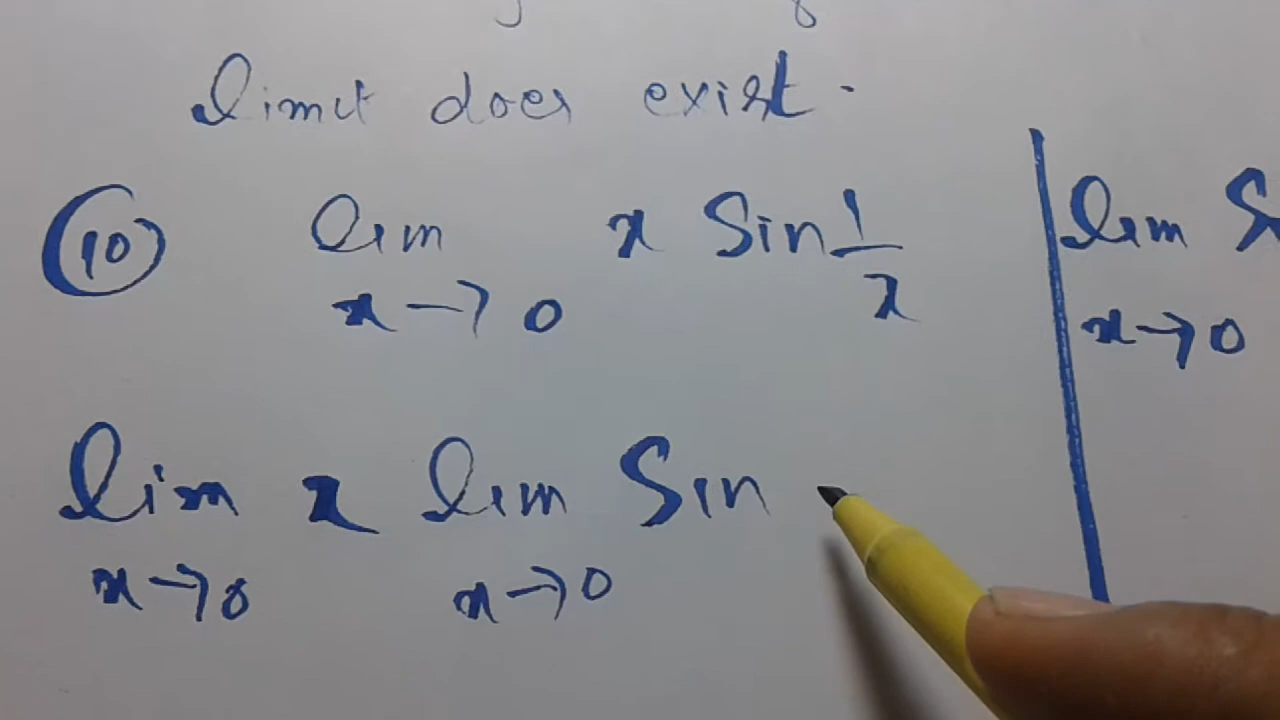 limit does exist.
(10) lim x Sin 1/x
x → 0
lim x lim Sin
x → 0 x → 0
lim
x → 0